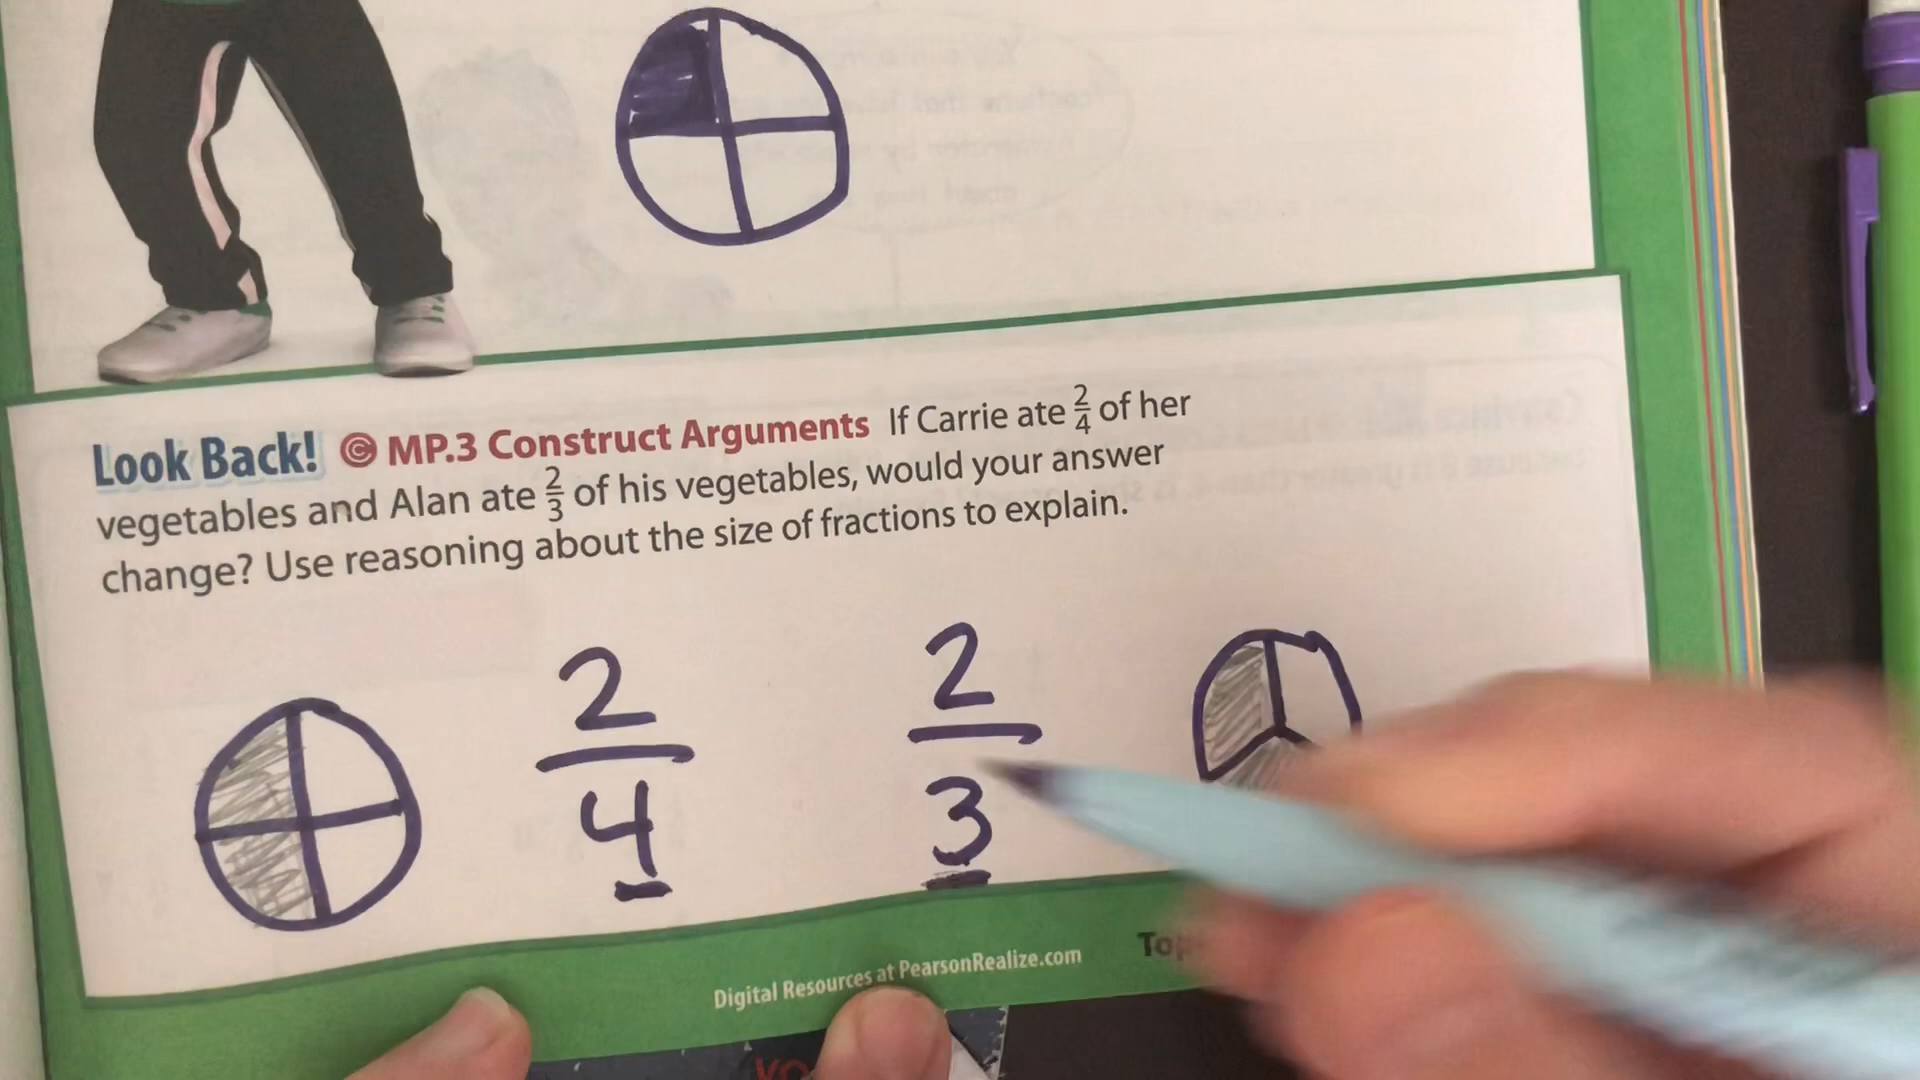 Look Back! © MP.3 Construct Arguments If Carrie ate 2/4 of her
vegetables and Alan ate 2/3 of his vegetables, would your answer
change? Use reasoning about the size of fractions to explain.
2/4 2/3
Digital Resources at PearsonRealize.com